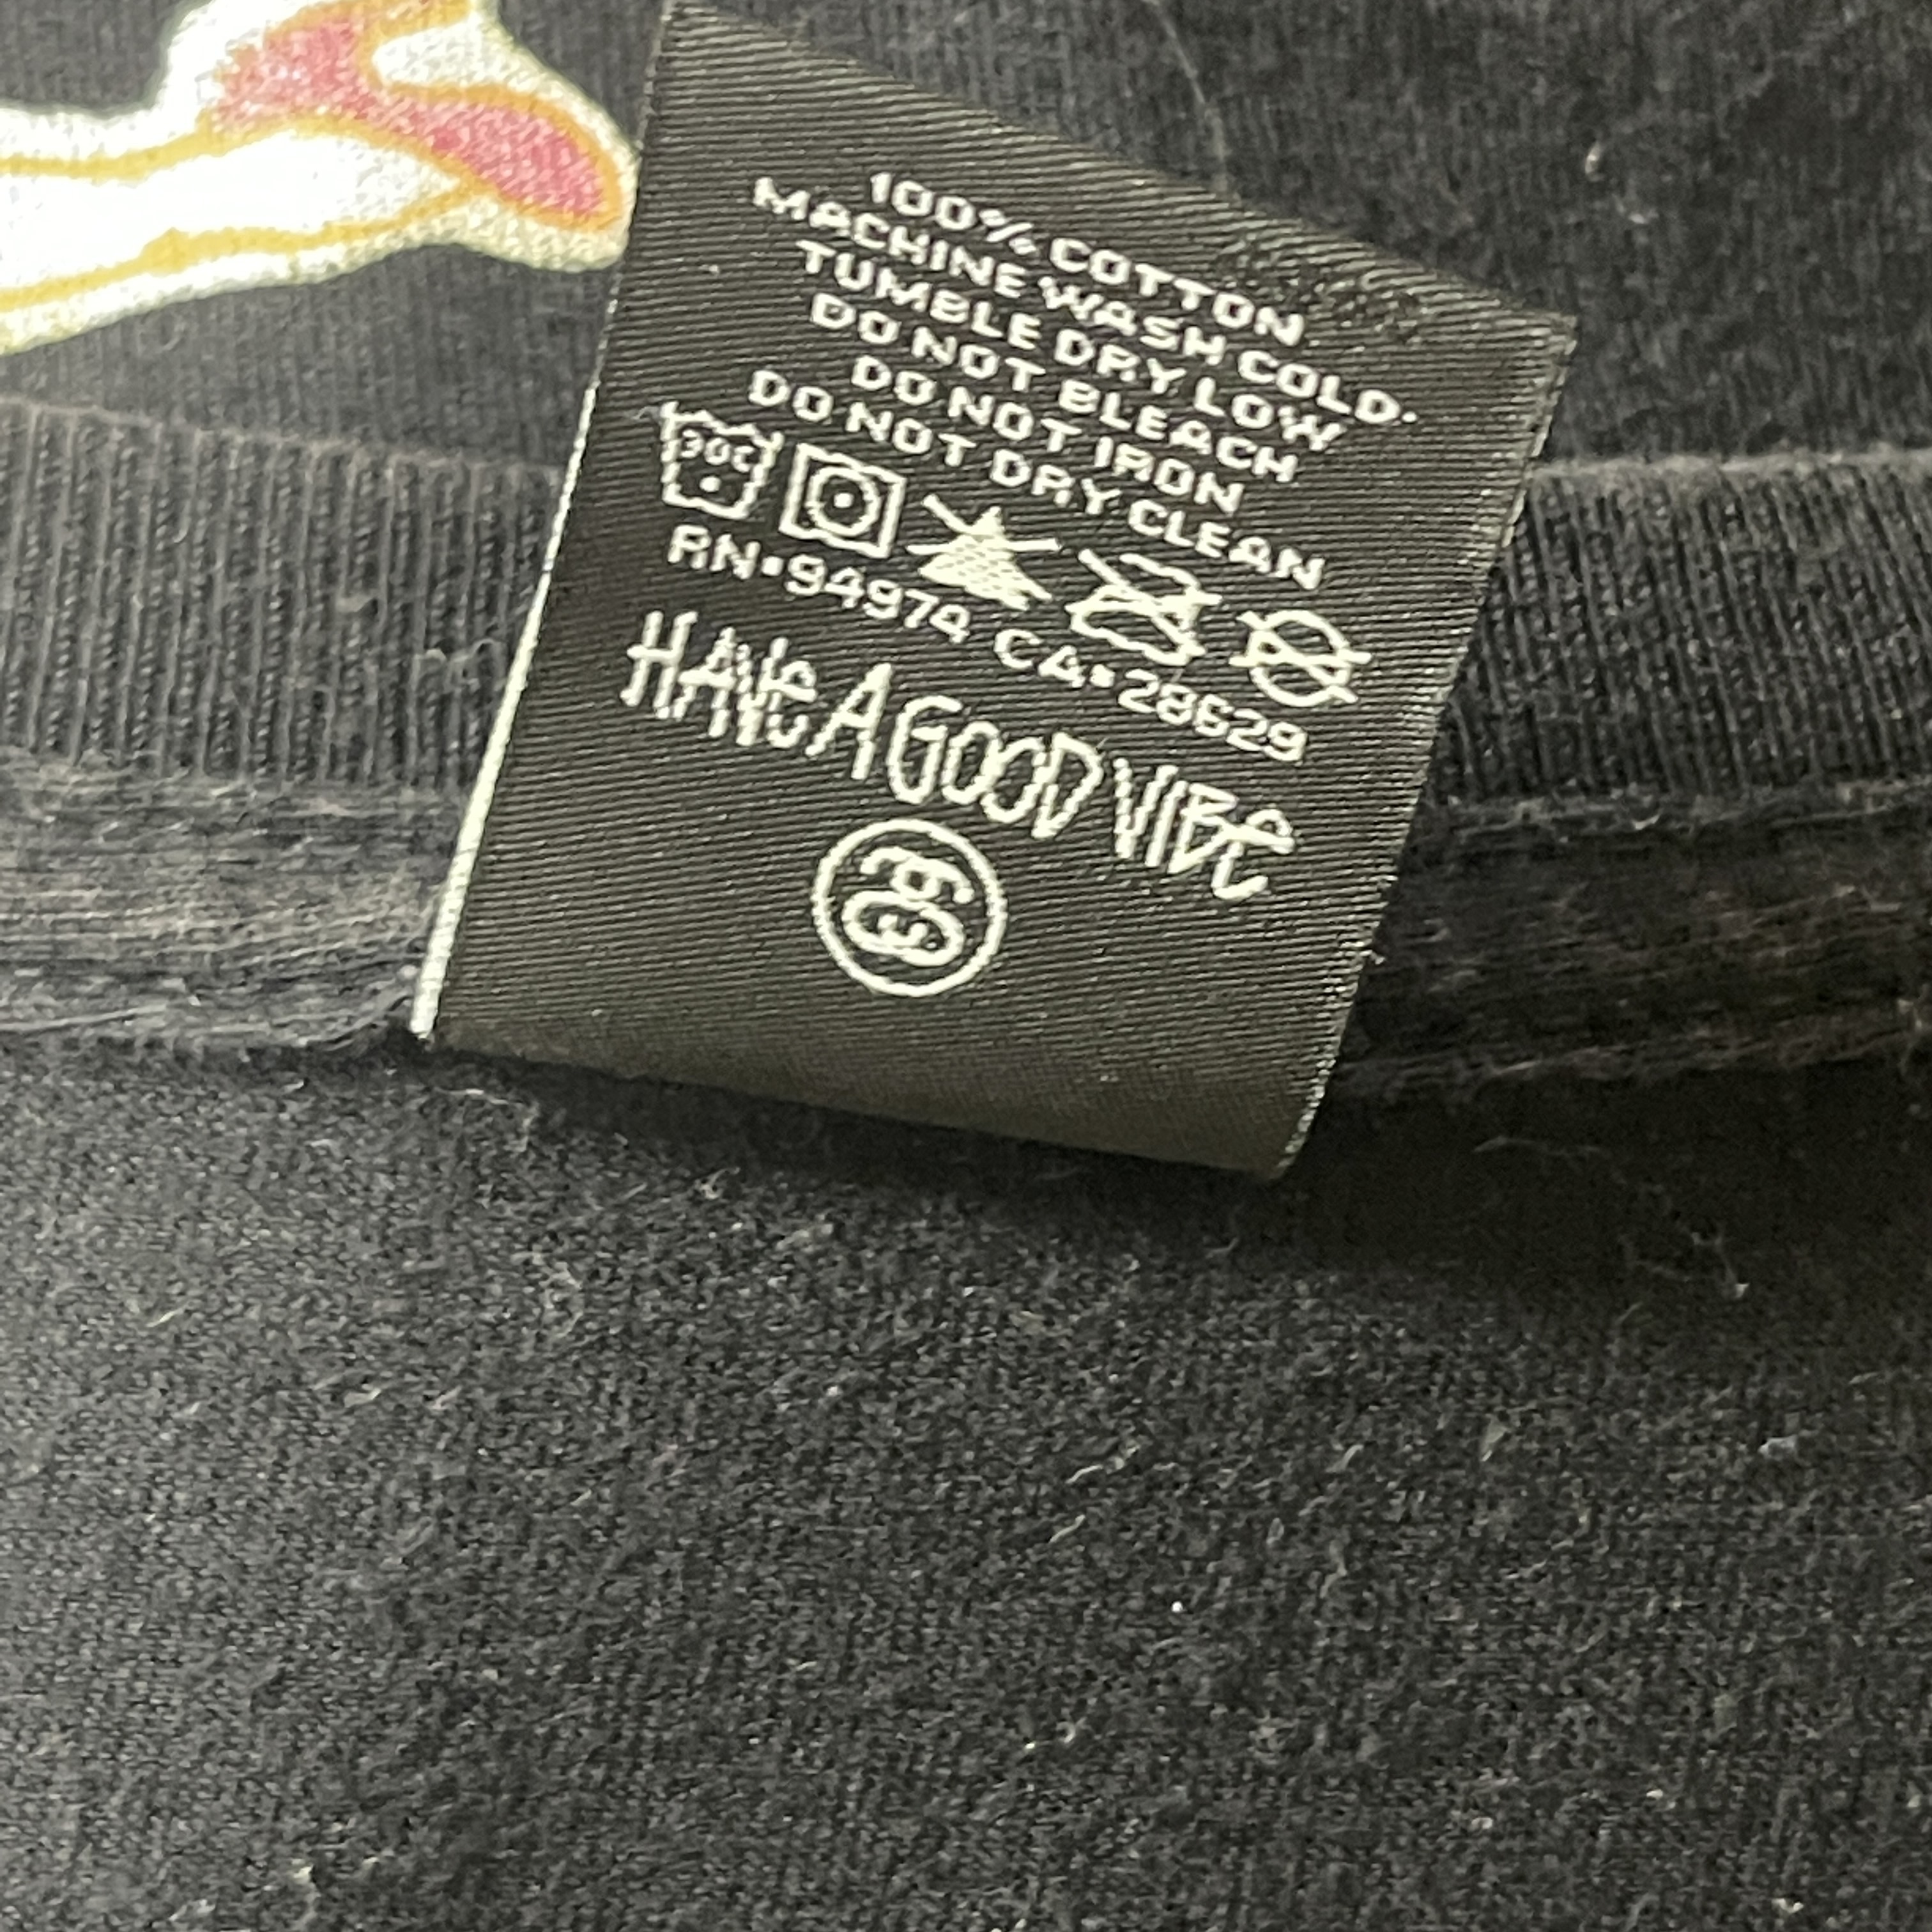 100% COTTON
MACHINE WASH COLD.
TUMBLE DRY LOW
DO NOT BLEACH
DO NOT IRON
DO NOT DRY CLEAN
30C
RN•94974 CA•28629
HAVE A GOOD VIBE